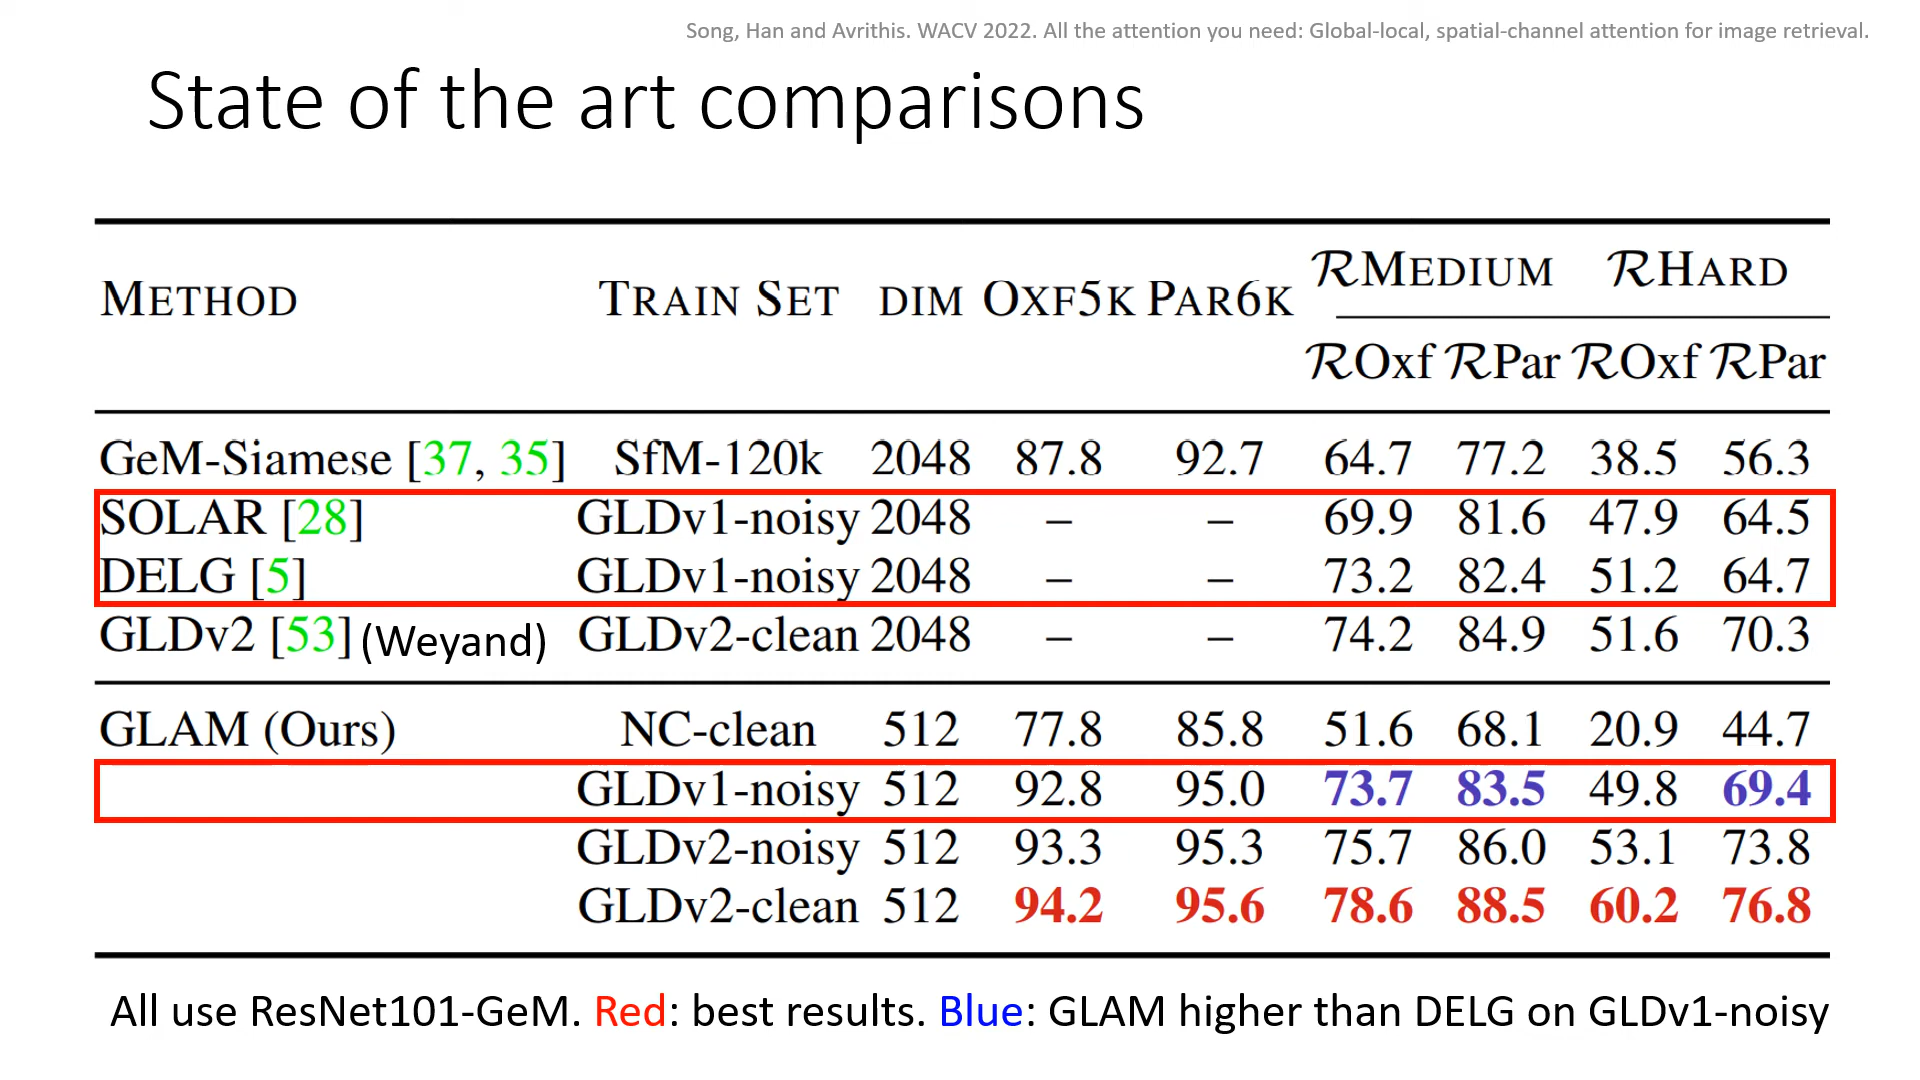 Song, Han and Avrithis. WACV 2022. All the attention you need: Global-local, spatial-channel attention for image retrieval.
State of the art comparisons
METHOD TRAIN SET DIM OXF5K PAR6K RMEDIUM RHARD
ROxf RPar ROxf RPar
GeM-Siamese [37, 35] SfM-120k 2048 87.8 92.7 64.7 77.2 38.5 56.3
SOLAR [28] GLDv1-noisy 2048 – – 69.9 81.6 47.9 64.5
DELG [5] GLDv1-noisy 2048 – – 73.2 82.4 51.2 64.7
GLDv2 [53] (Weyand) GLDv2-clean 2048 – – 74.2 84.9 51.6 70.3
GLAM (Ours) NC-clean 512 77.8 85.8 51.6 68.1 20.9 44.7
GLDv1-noisy 512 92.8 95.0 73.7 83.5 49.8 69.4
GLDv2-noisy 512 93.3 95.3 75.7 86.0 53.1 73.8
GLDv2-clean 512 94.2 95.6 78.6 88.5 60.2 76.8
All use ResNet101-GeM. Red: best results. Blue: GLAM higher than DELG on GLDv1-noisy